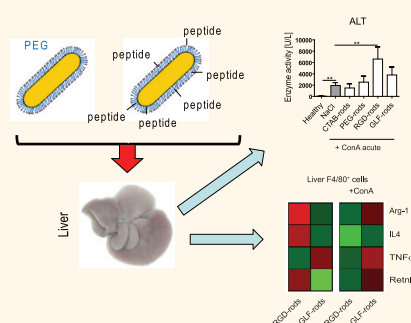 PEG
peptide
peptide
peptide
peptide
peptide
peptide
Liver
ALT
Enzyme activity [U/L]
10000
8000
6000
4000
2000
0
**
**
Healthy
NaCl
CTAB-rods
PEG-rods
RGD-rods
GLF-rods
+ ConA acute
Liver F4/80⁺ cells
+ConA
Arg-1
IL4
TNFα
Retnl
RGD-rods
GLF-rods
RGD-rods
GLF-rods